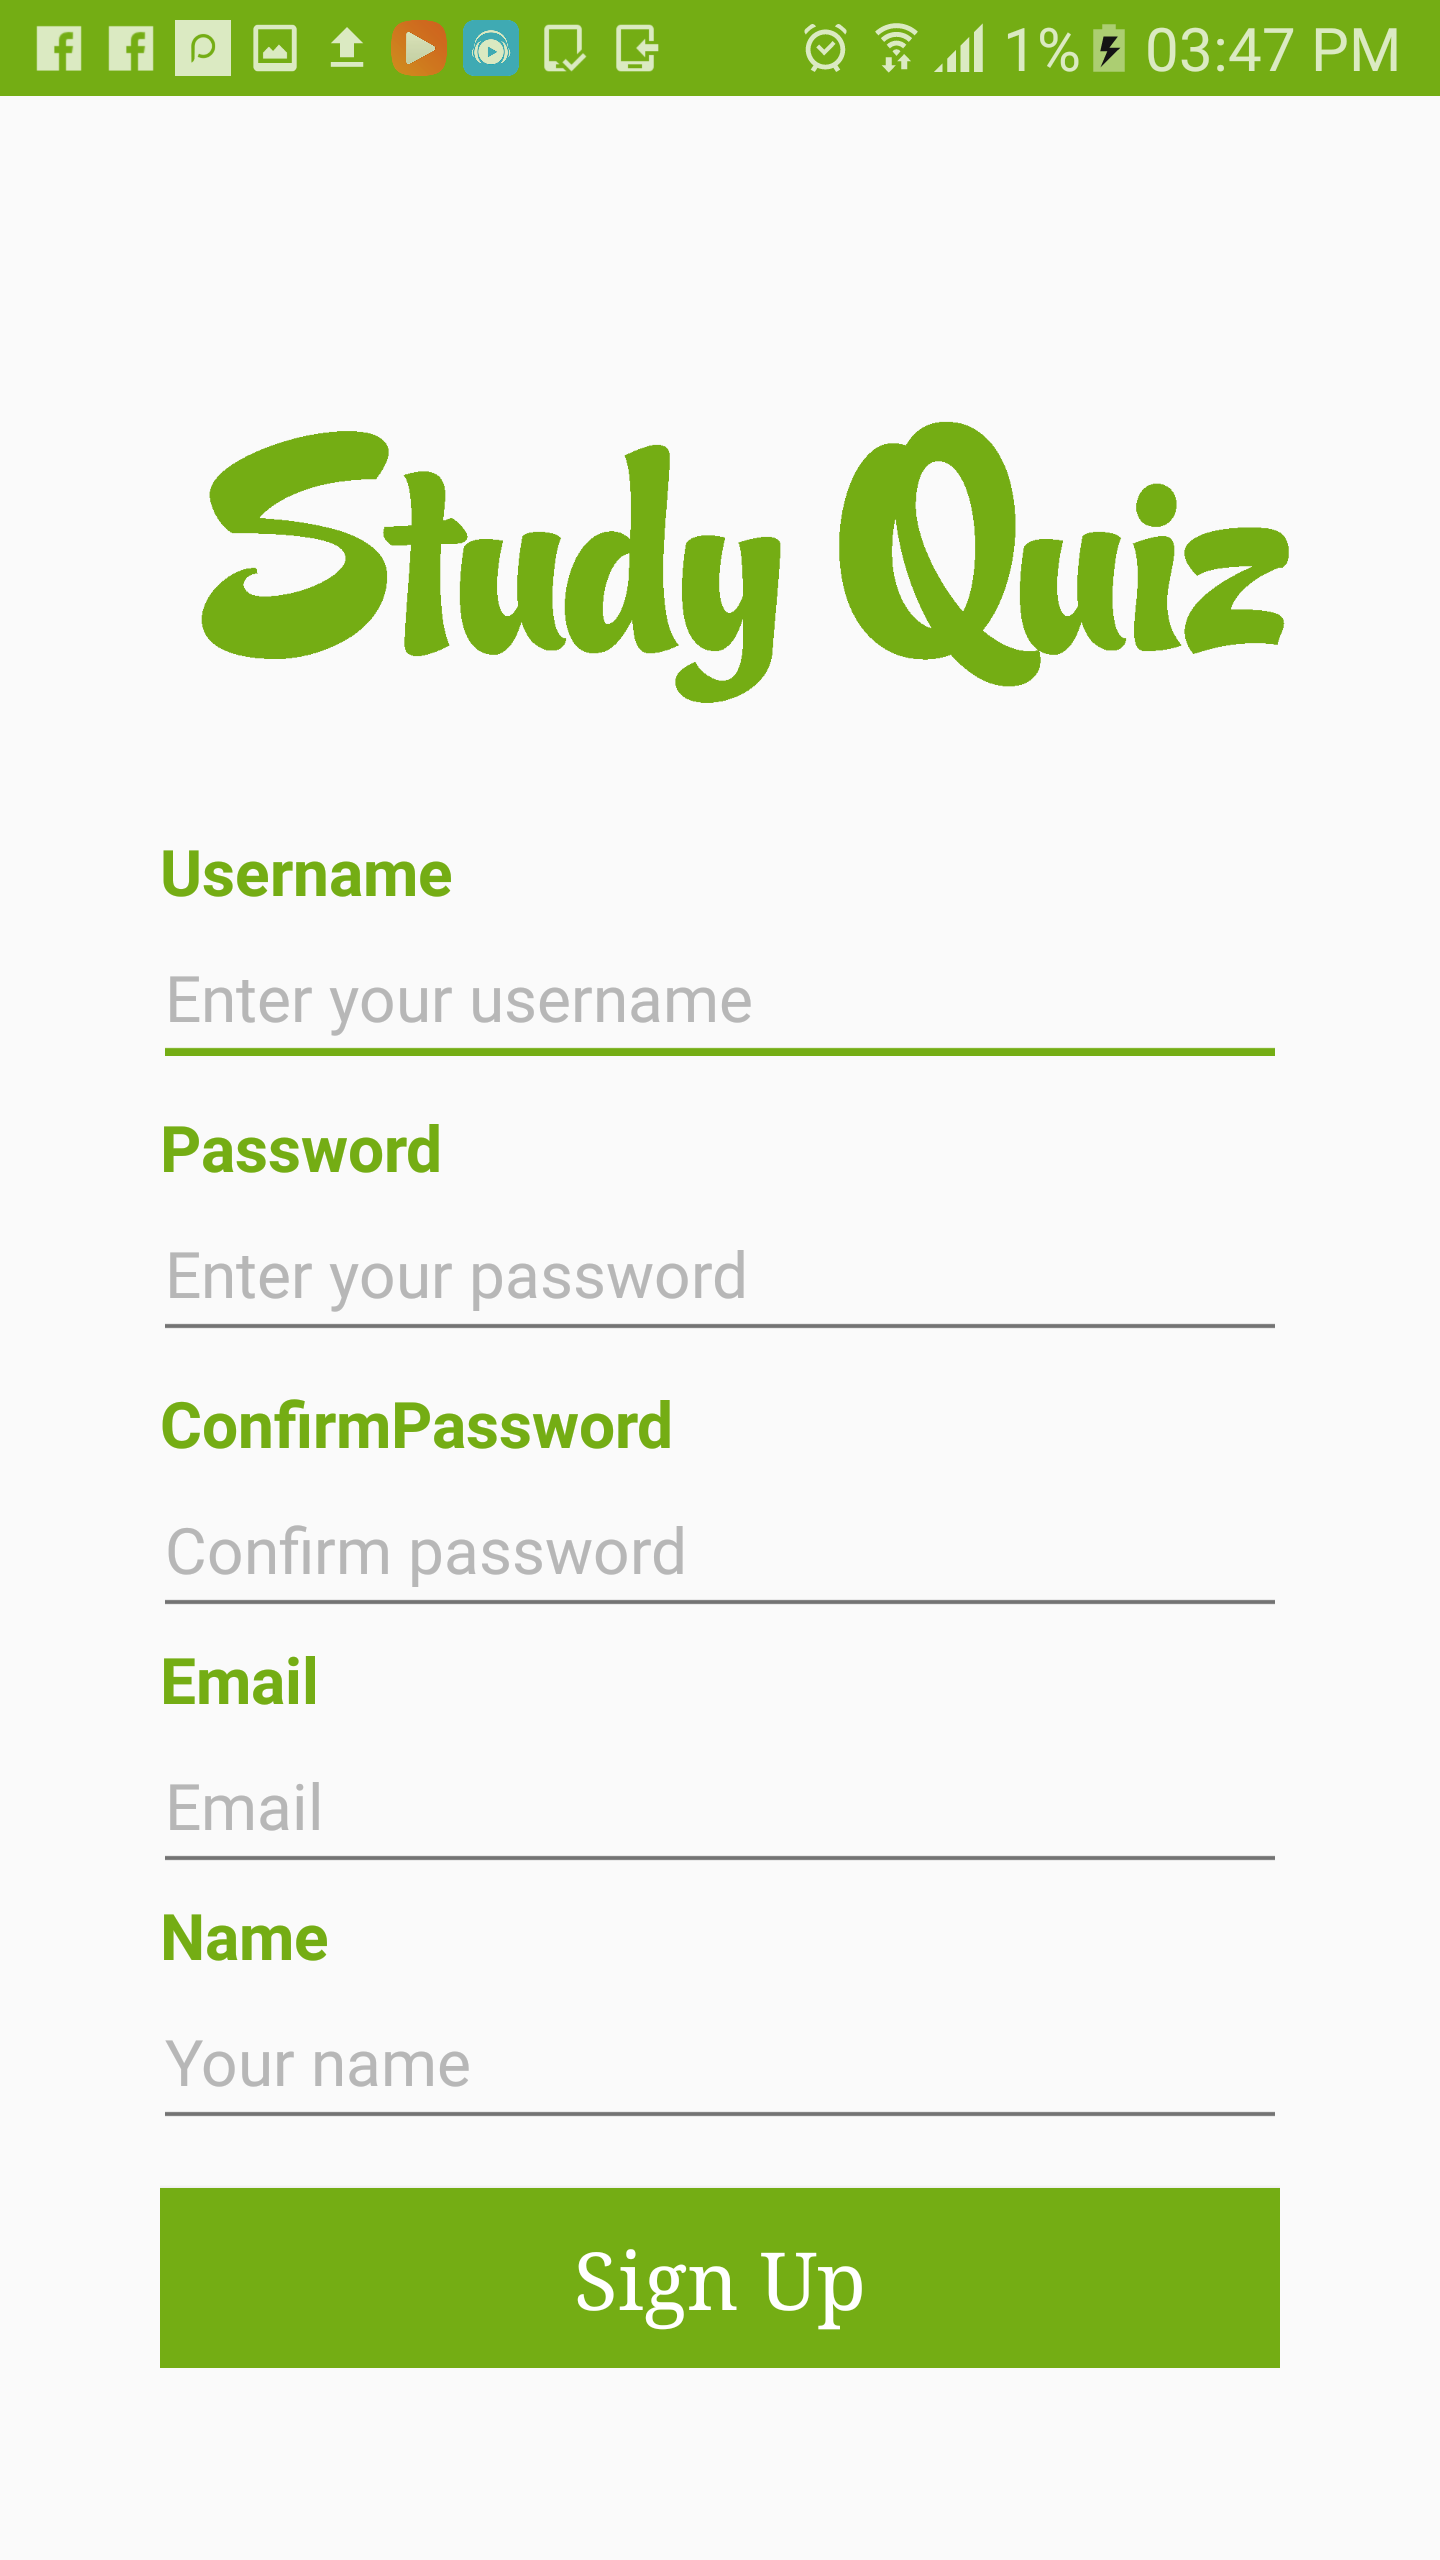 1% 03:47 PM
Study Quiz
Username
Enter your username
Password
Enter your password
ConfirmPassword
Confirm password
Email
Email
Name
Your name
Sign Up